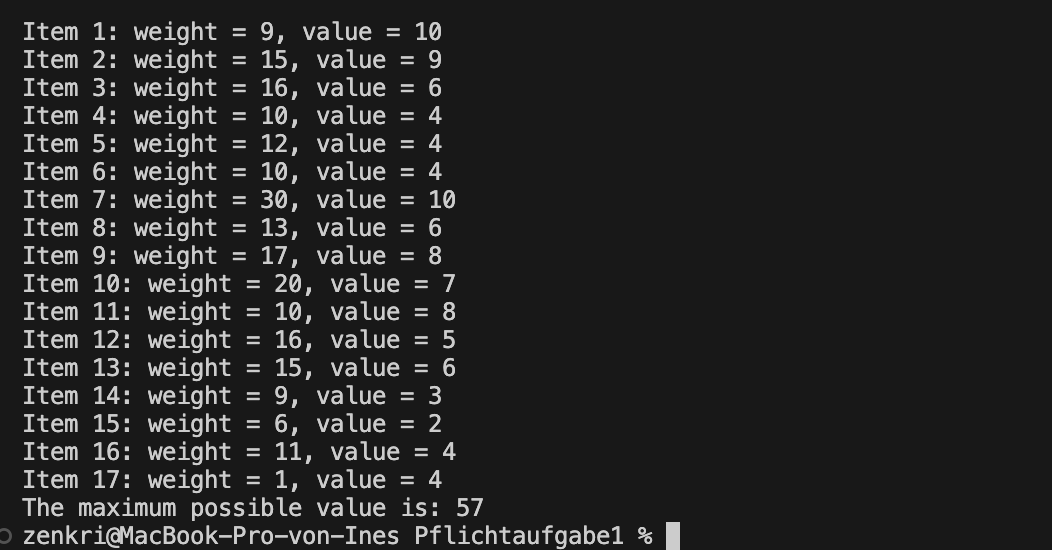 Item 1: weight = 9, value = 10
Item 2: weight = 15, value = 9
Item 3: weight = 16, value = 6
Item 4: weight = 10, value = 4
Item 5: weight = 12, value = 4
Item 6: weight = 10, value = 4
Item 7: weight = 30, value = 10
Item 8: weight = 13, value = 6
Item 9: weight = 17, value = 8
Item 10: weight = 20, value = 7
Item 11: weight = 10, value = 8
Item 12: weight = 16, value = 5
Item 13: weight = 15, value = 6
Item 14: weight = 9, value = 3
Item 15: weight = 6, value = 2
Item 16: weight = 11, value = 4
Item 17: weight = 1, value = 4
The maximum possible value is: 57
zenkri@MacBook-Pro-von-Ines Pflichtaufgabe1 %